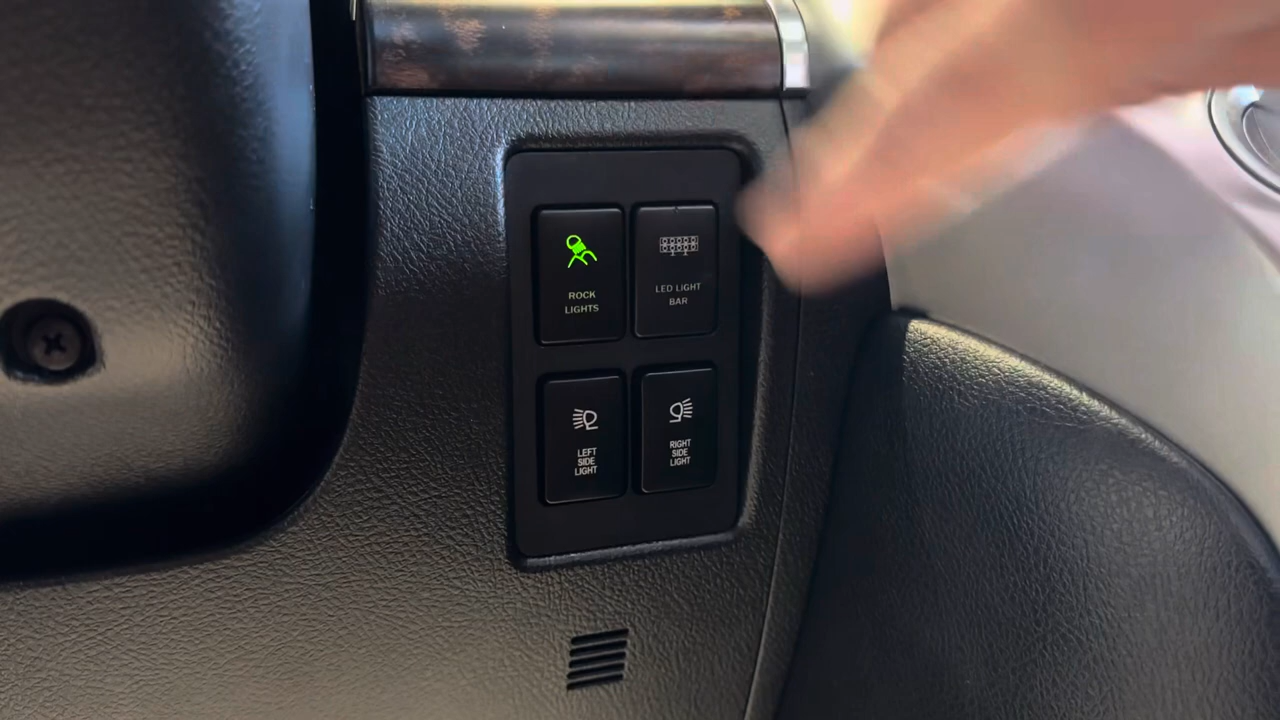 ROCK
LIGHTS
LED LIGHT
BAR
LEFT
SIDE
LIGHT
RIGHT
SIDE
LIGHT